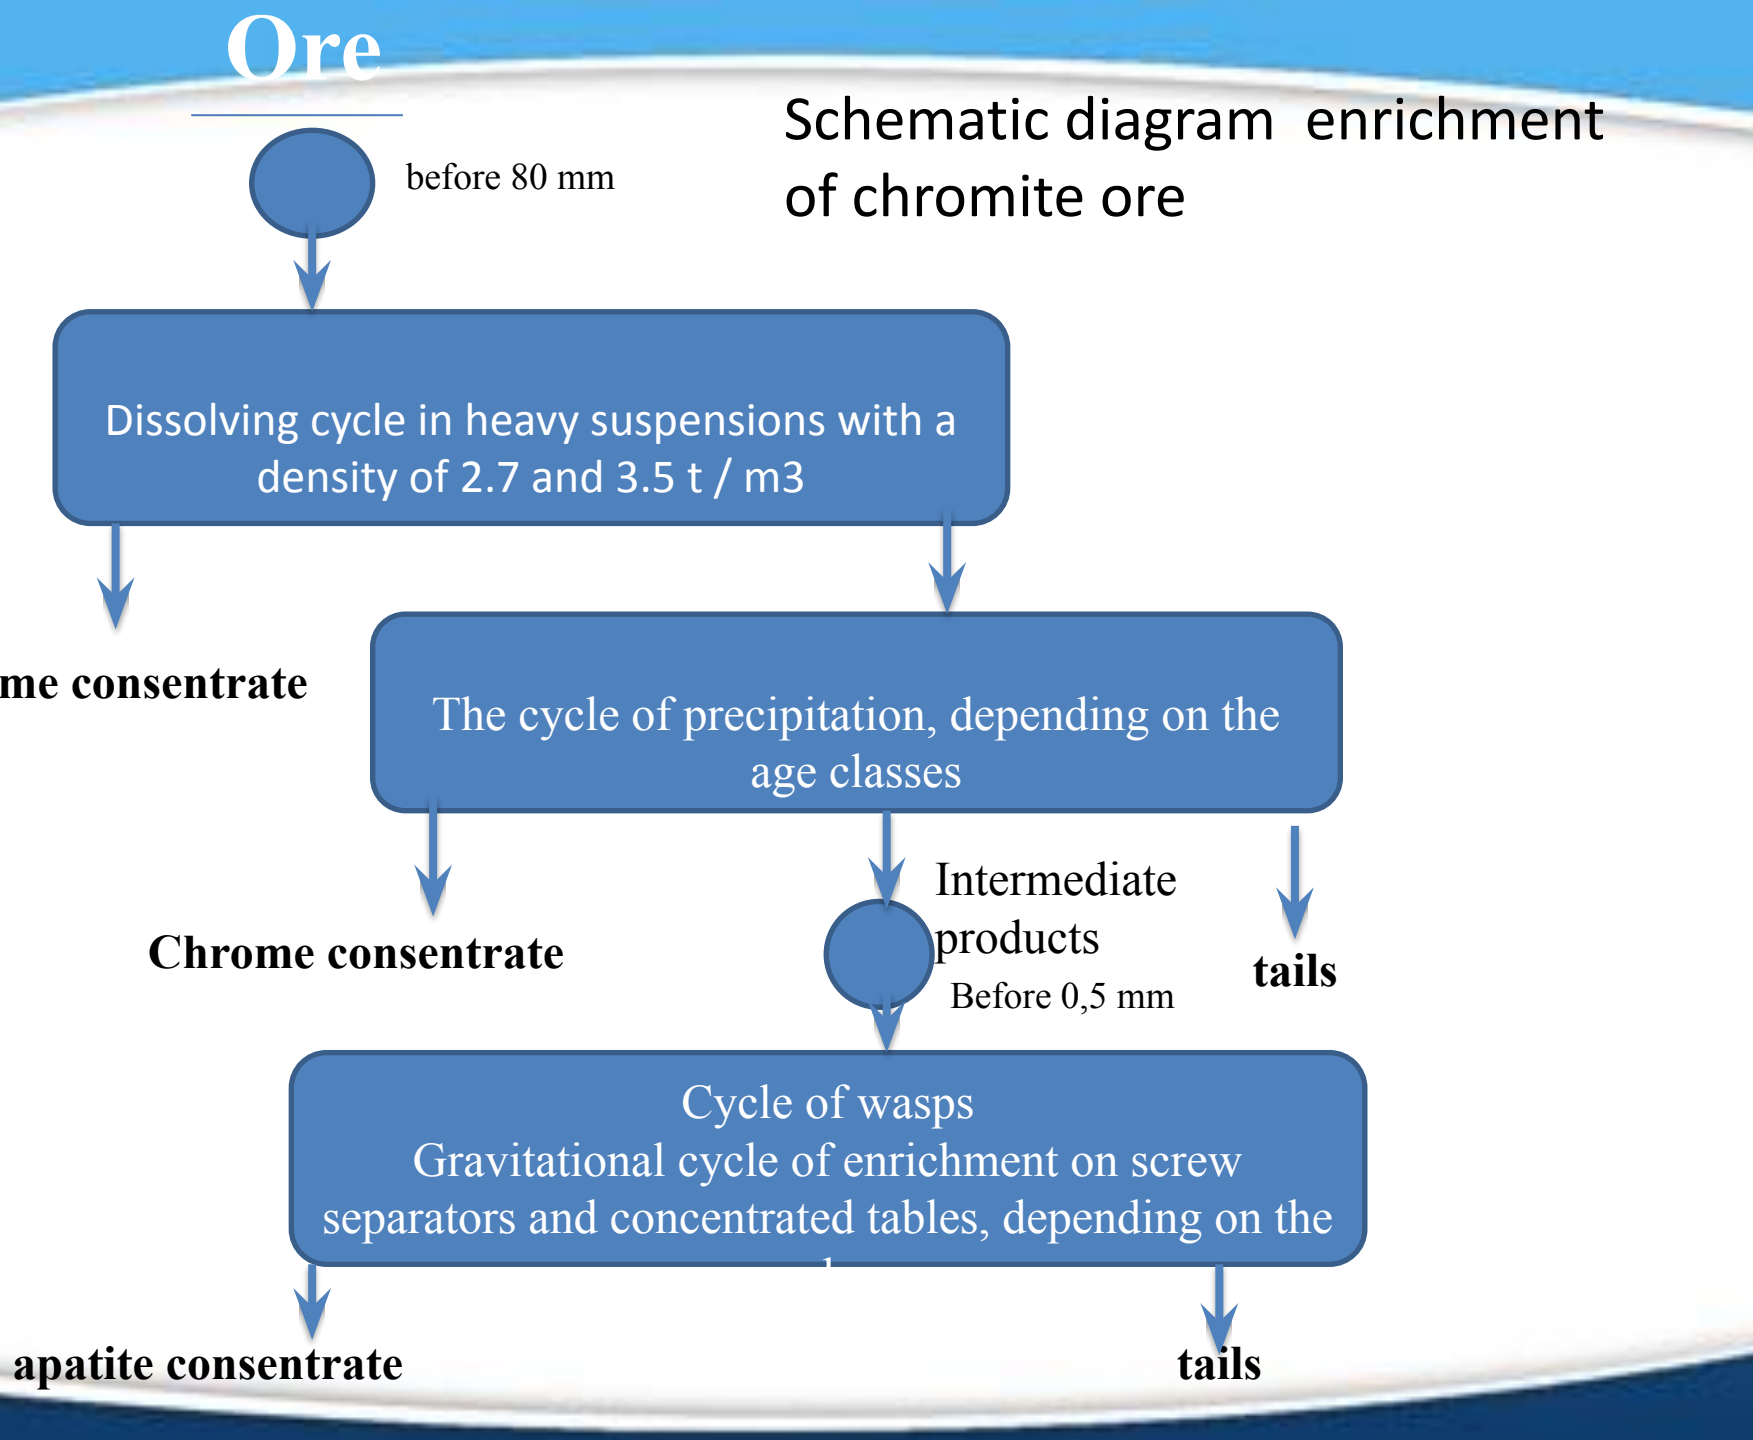 Ore
Schematic diagram  enrichment
of chromite ore
before 80 mm
Dissolving cycle in heavy suspensions with a
density of 2.7 and 3.5 t / m3
me consentrate
The cycle of precipitation, depending on the
age classes
Chrome consentrate
Intermediate
products
Before 0,5 mm
tails
Cycle of wasps
Gravitational cycle of enrichment on screw
separators and concentrated tables, depending on the
apatite consentrate
tails